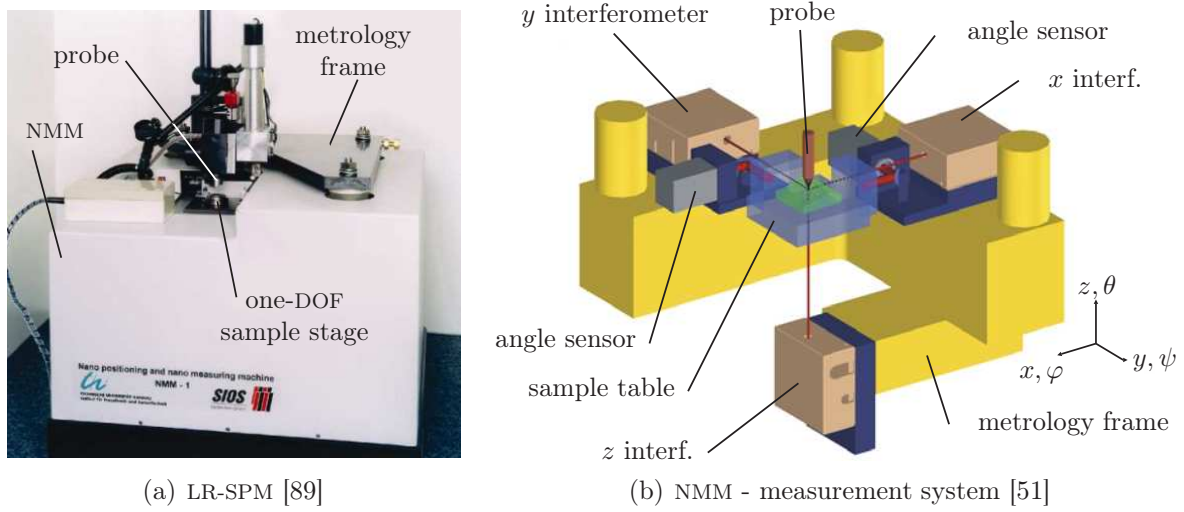 probe
metrology
frame
NMM
one-DOF
sample stage
Nano positioning and nano measuring machine
NMM - 1
SIOS
(a) LR-SPM [89]
y interferometer
probe
angle sensor
x interf.
angle sensor
sample table
z interf.
z, θ
x, φ
y, ψ
metrology frame
(b) NMM - measurement system [51]